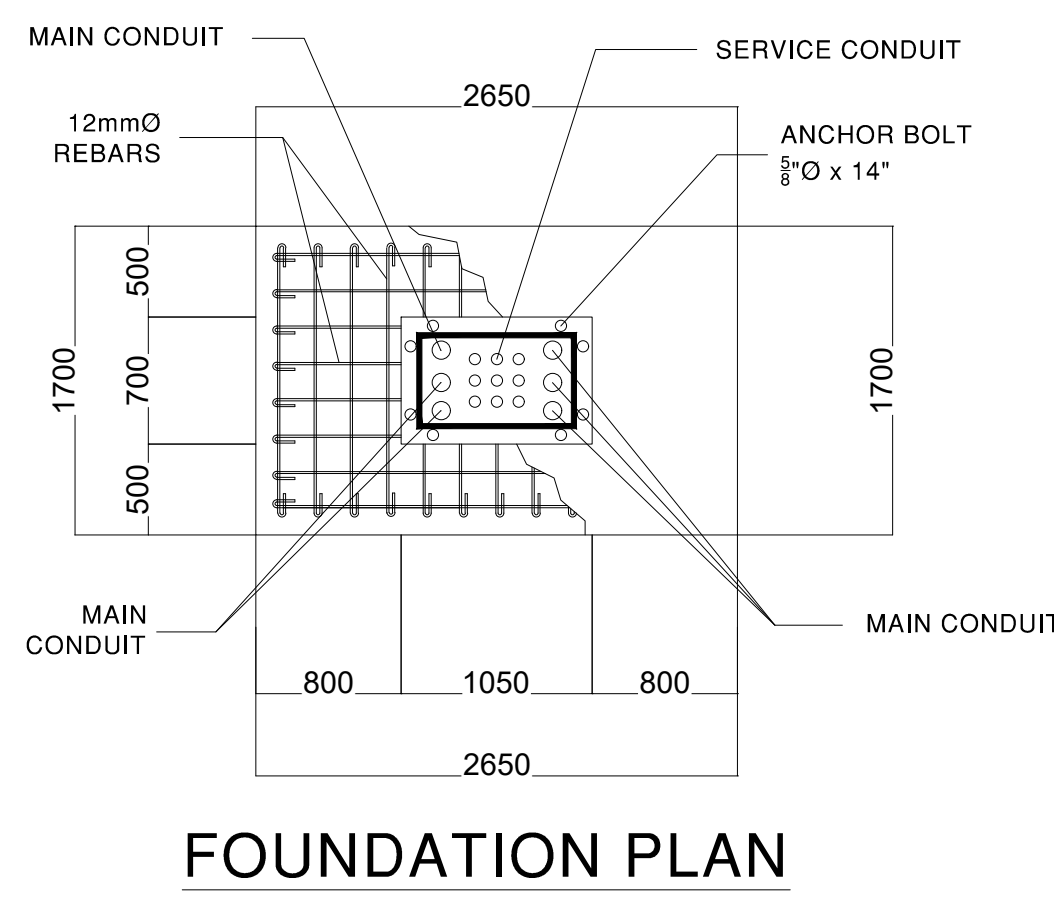 MAIN CONDUIT
SERVICE CONDUIT
2650
12mmØ
REBARS
ANCHOR BOLT
⅝"Ø x 14"
500
1700
700
1700
500
MAIN
CONDUIT
MAIN CONDUIT
800
1050
800
2650
FOUNDATION PLAN